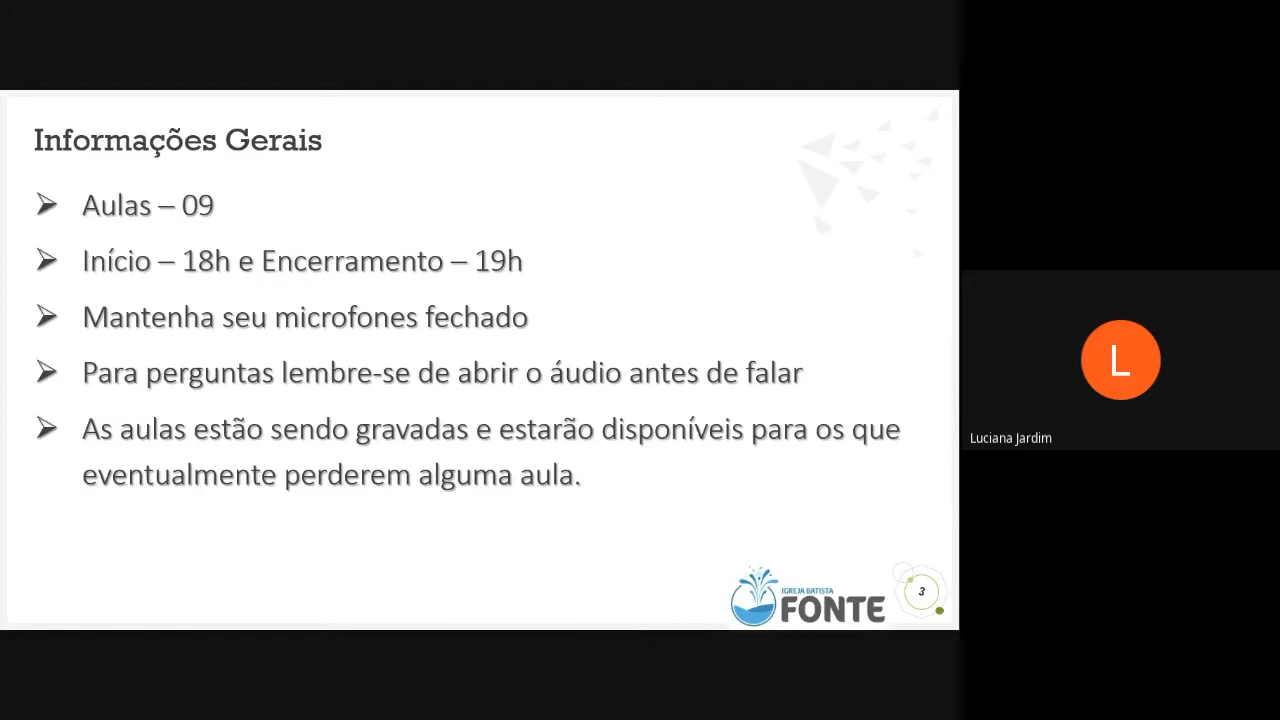 Informações Gerais
Aulas – 09
Início – 18h e Encerramento – 19h
Mantenha seu microfones fechado
Para perguntas lembre-se de abrir o áudio antes de falar
As aulas estão sendo gravadas e estarão disponíveis para os que
eventualmente perderem alguma aula.
IGREJA BATISTA
FONTE
3
L
Luciana Jardim